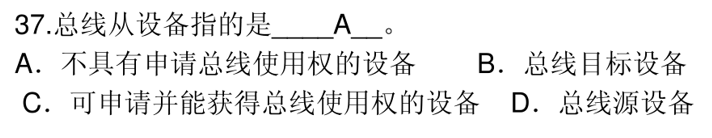 37.总线从设备指的是____A__。
A．不具有申请总线使用权的设备 B．总线目标设备
C．可申请并能获得总线使用权的设备 D．总线源设备